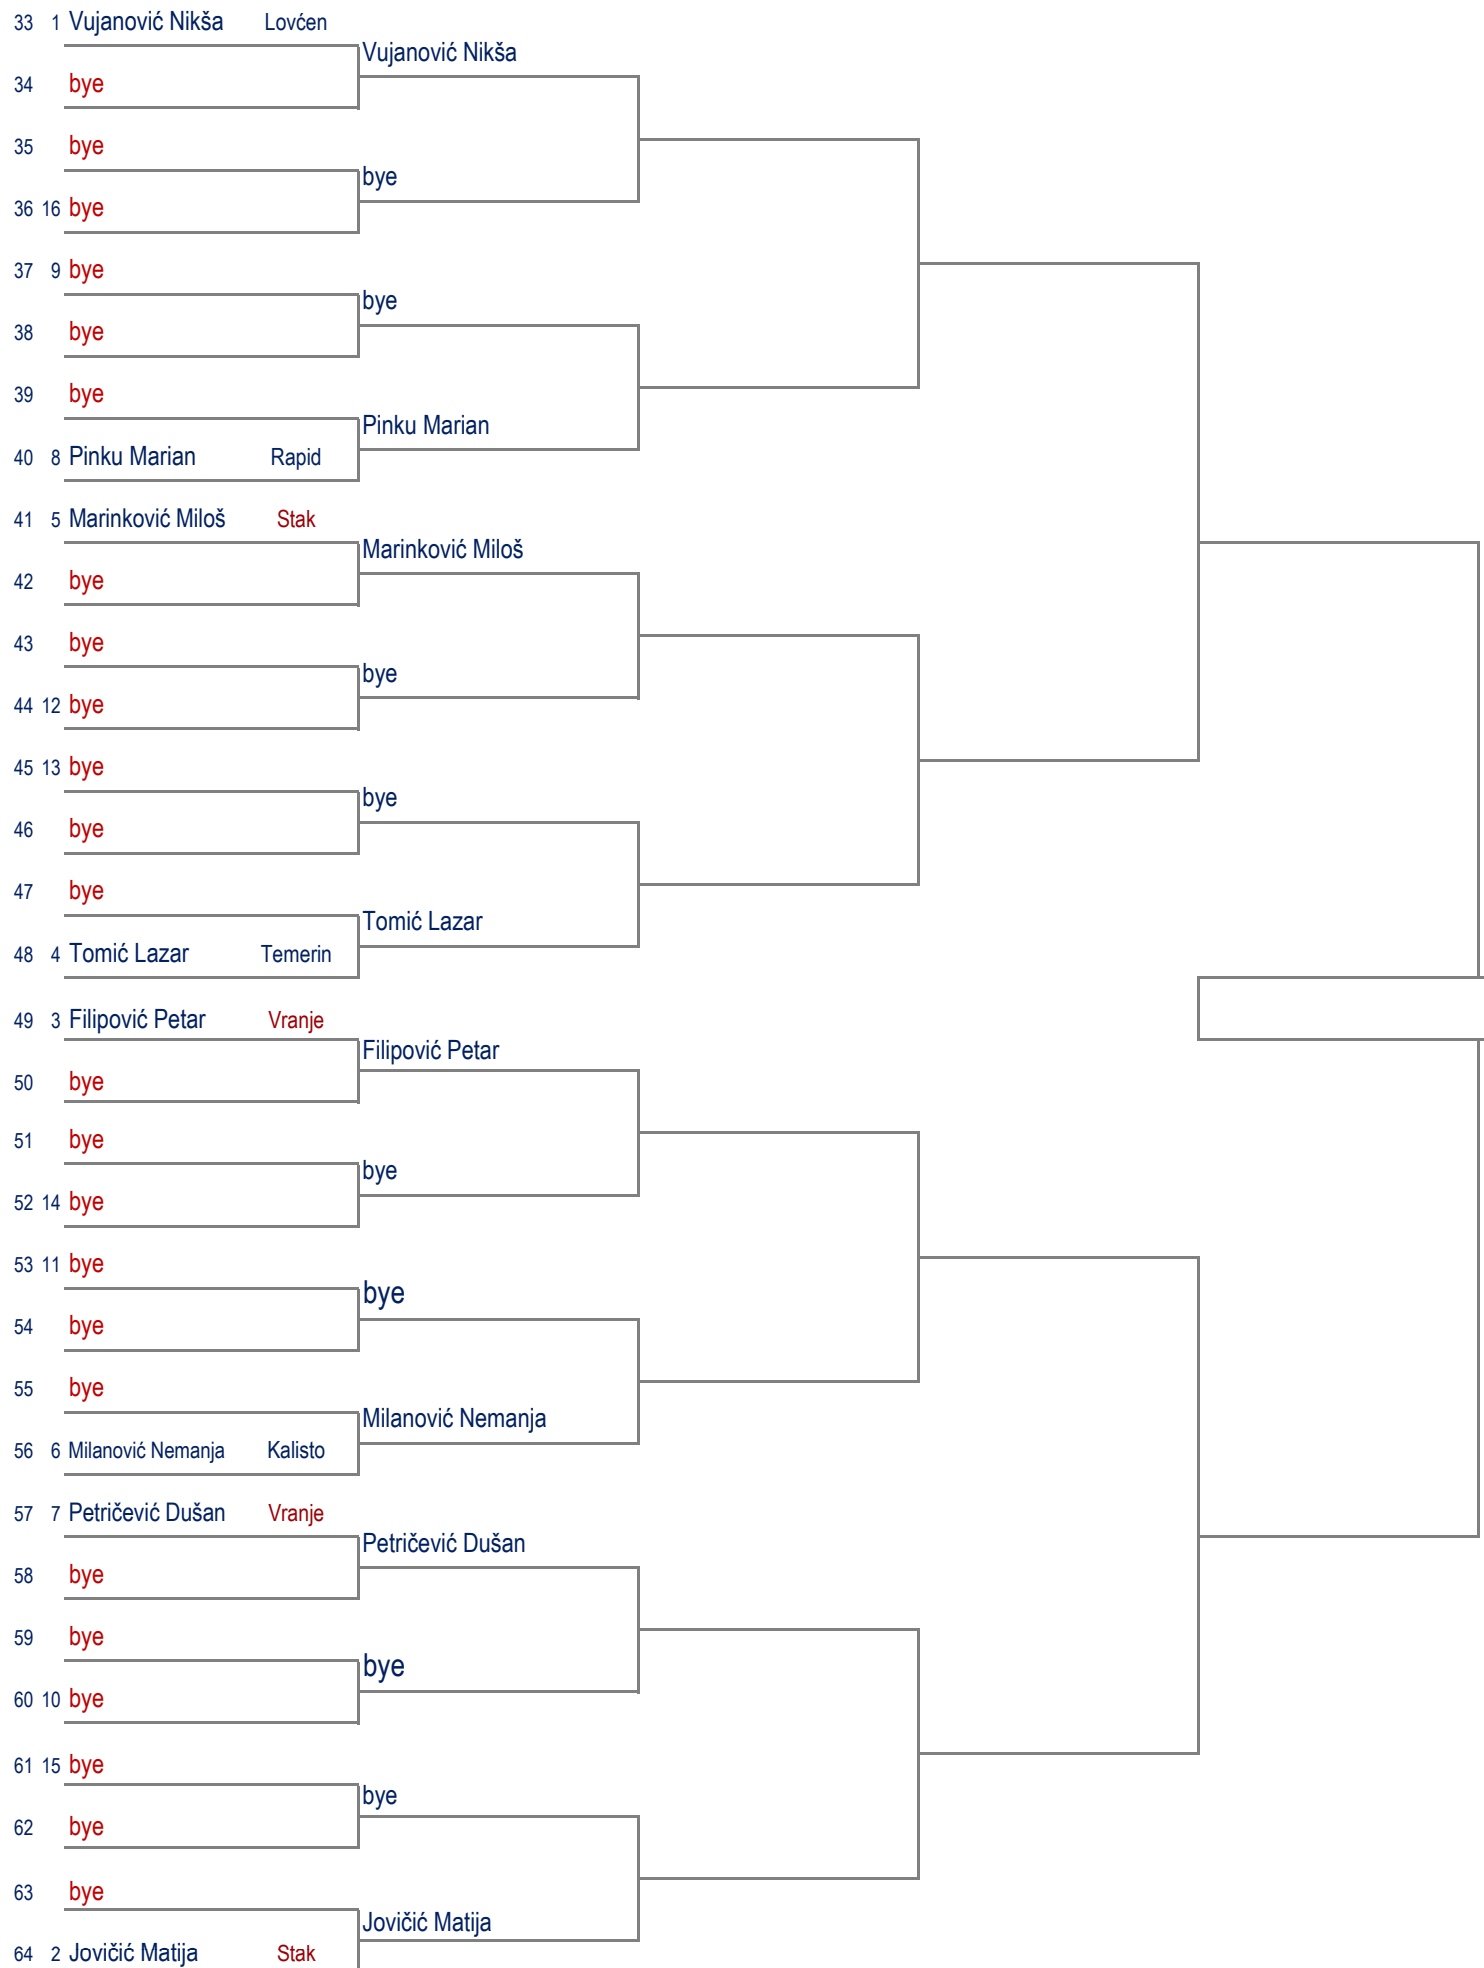 33 1 Vujanović Nikša Lovćen
Vujanović Nikša
34 bye
35 bye
bye
36 16 bye
37 9 bye
bye
38 bye
39 bye
Pinku Marian
40 8 Pinku Marian Rapid
41 5 Marinković Miloš Stak
Marinković Miloš
42 bye
43 bye
bye
44 12 bye
45 13 bye
bye
46 bye
47 bye
Tomić Lazar
48 4 Tomić Lazar Temerin
49 3 Filipović Petar Vranje
Filipović Petar
50 bye
51 bye
bye
52 14 bye
53 11 bye
bye
54 bye
55 bye
Milanović Nemanja
56 6 Milanović Nemanja Kalisto
57 7 Petričević Dušan Vranje
Petričević Dušan
58 bye
59 bye
bye
60 10 bye
61 15 bye
bye
62 bye
63 bye
Jovičić Matija
64 2 Jovičić Matija Stak